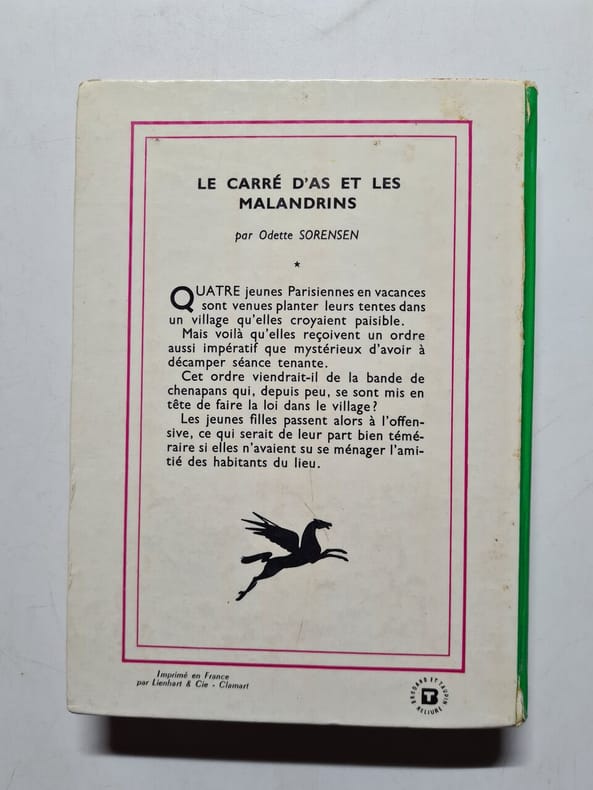 LE CARRÉ D'AS ET LES
MALANDRINS
par Odette SORENSEN
QUATRE jeunes Parisiennes en vacances
sont venues planter leurs tentes dans
un village qu'elles croyaient paisible.
Mais voilà qu'elles reçoivent un ordre
aussi impératif que mystérieux d'avoir à
décamper séance tenante.
Cet ordre viendrait-il de la bande de
chenapans qui, depuis peu, se sont mis en
tête de faire la loi dans le village?
Les jeunes filles passent alors à l'offen-
sive, ce qui serait de leur part bien témé-
raire si elles n'avaient su se ménager l'ami-
tié des habitants du lieu.
Imprimé en France
par Lienhart & Cie - Clamart
BRODARD ET TAUPIN
BT
RELIURE